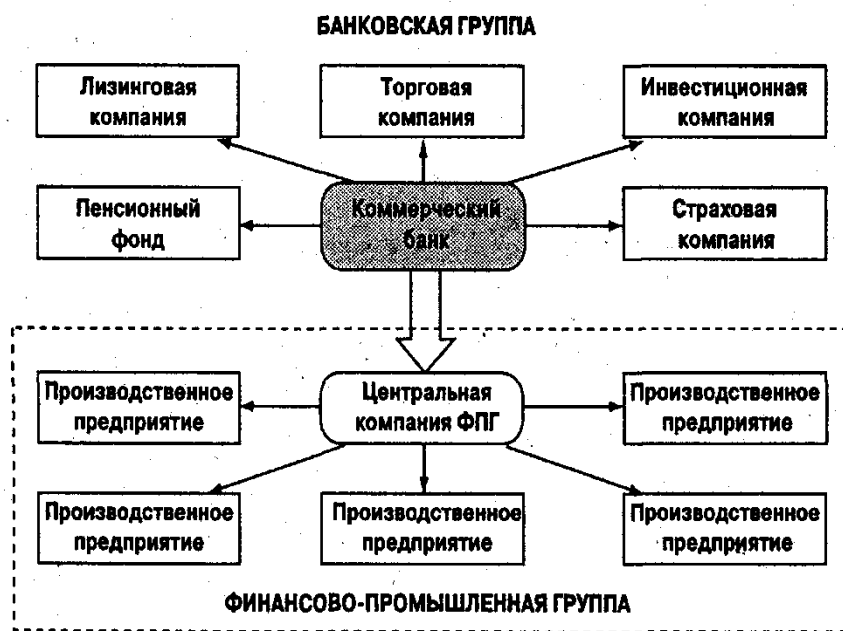 БАНКОВСКАЯ ГРУППА
Лизинговая
компания
Торговая
компания
Инвестиционная
компания
Пенсионный
фонд
Коммерческий
банк
Страховая
компания
Производственное
предприятие
Центральная
компания ФПГ
Производственное
предприятие
Производственное
предприятие
Производственное
предприятие
Производственное
предприятие
ФИНАНСОВО-ПРОМЫШЛЕННАЯ ГРУППА